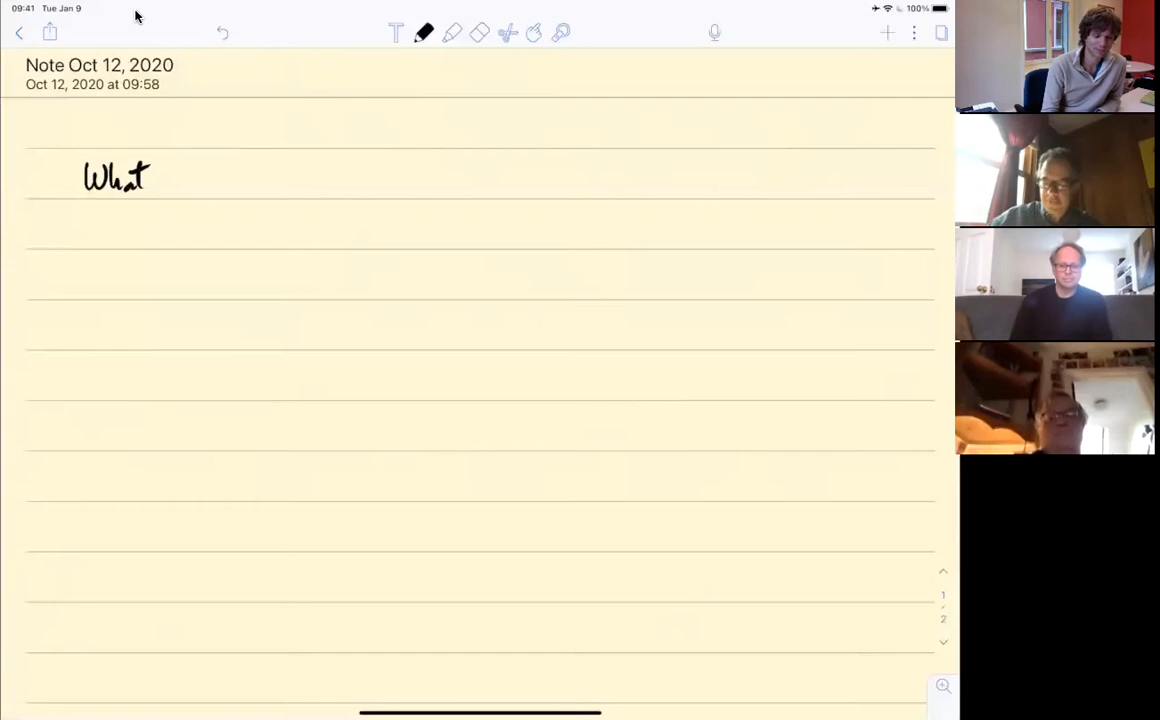 09:41 Tue Jan 9
100%
T
Note Oct 12, 2020
Oct 12, 2020 at 09:58
What
1
2